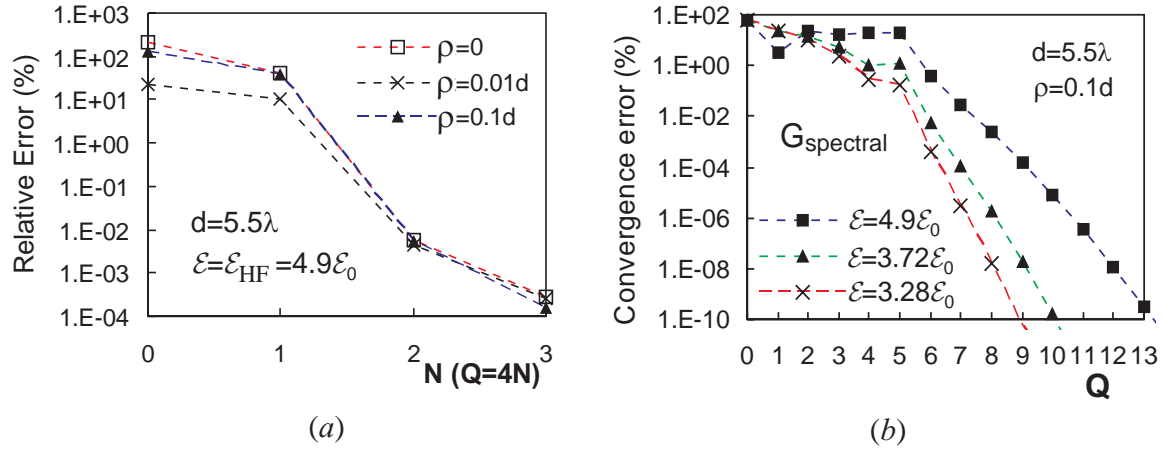 1.E+03
1.E+02
1.E+01
1.E+00
1.E-01
1.E-02
1.E-03
1.E-04
Relative Error (%)
ρ=0
ρ=0.01d
ρ=0.1d
d=5.5λ
ℰ=ℰHF =4.9ℰ0
0 1 2 3
N (Q=4N)
(a)
1.E+02
1.E+00
1.E-02
1.E-04
1.E-06
1.E-08
1.E-10
Convergence error (%)
d=5.5λ
ρ=0.1d
Gspectral
ℰ=4.9ℰ0
ℰ=3.72ℰ0
ℰ=3.28ℰ0
0 1 2 3 4 5 6 7 8 9 10 11 12 13
Q
(b)